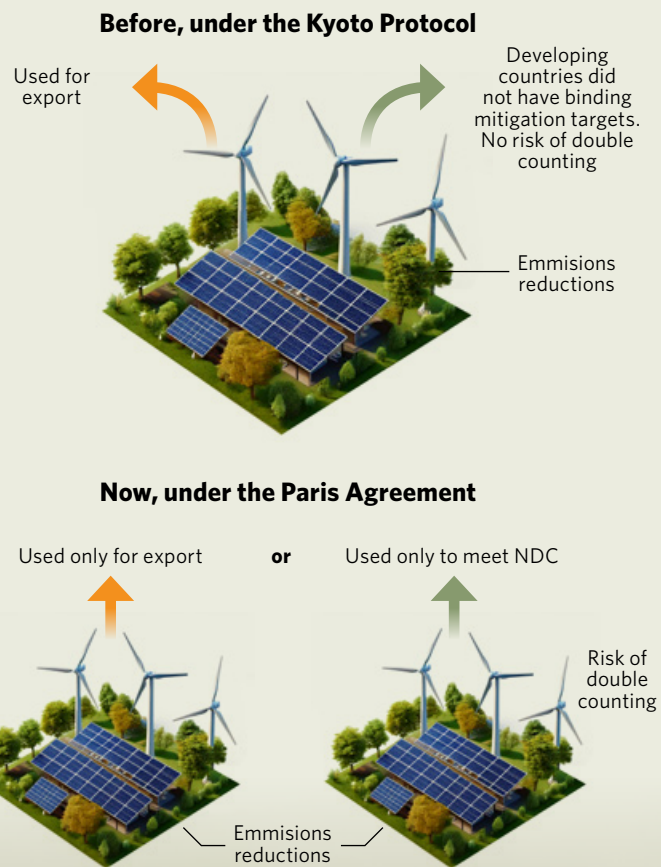 Before, under the Kyoto Protocol
Used for
export
Developing
countries did
not have binding
mitigation targets.
No risk of double
counting
Emmisions
reductions
Now, under the Paris Agreement
Used only for export
or
Used only to meet NDC
Risk of
double
counting
Emmisions
reductions